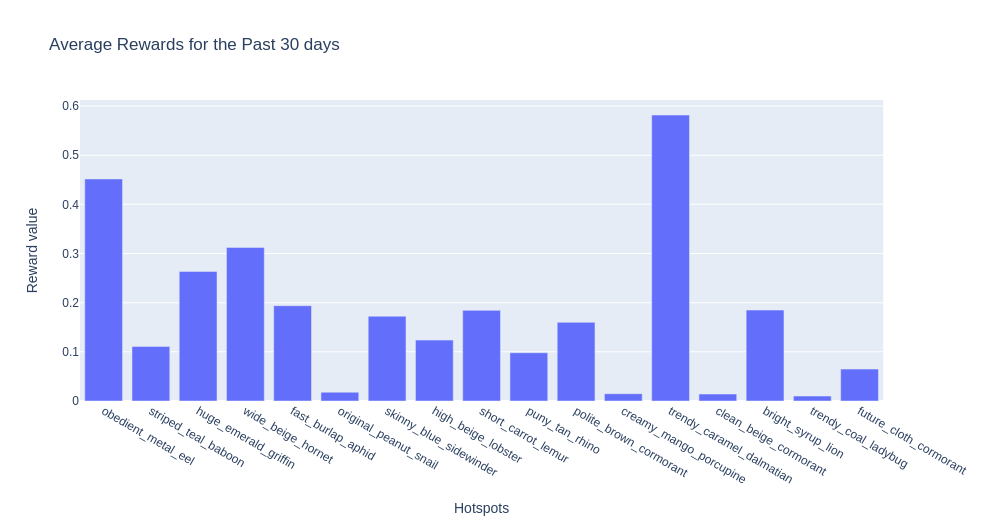 Average Rewards for the Past 30 days
Reward value
0.6
0.5
0.4
0.3
0.2
0.1
0
obedient_metal_eel
striped_teal_baboon
huge_emerald_griffin
wide_beige_hornet
fast_burlap_aphid
original_peanut_snail
skinny_blue_sidewinder
high_beige_lobster
short_carrot_lemur
puny_tan_rhino
polite_brown_cormorant
creamy_mango_porcupine
trendy_caramel_dalmatian
clean_beige_cormorant
bright_syrup_lion
trendy_coal_ladybug
future_cloth_cormorant
Hotspots